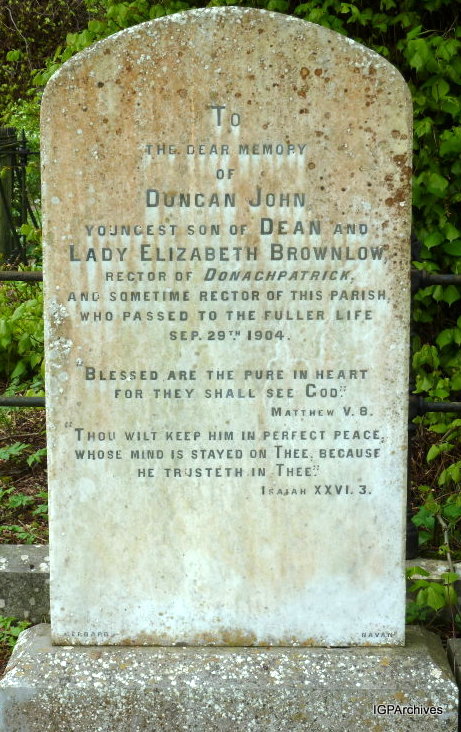 TO
THE DEAR MEMORY
OF
DUNCAN JOHN,
YOUNGEST SON OF DEAN AND
LADY ELIZABETH BROWNLOW,
RECTOR OF DONACHPATRICK,
AND SOMETIME RECTOR OF THIS PARISH,
WHO PASSED TO THE FULLER LIFE
SEP. 29TH 1904.
"BLESSED ARE THE PURE IN HEART
FOR THEY SHALL SEE GOD."
MATTHEW V. 8.
"THOU WILT KEEP HIM IN PERFECT PEACE,
WHOSE MIND IS STAYED ON THEE, BECAUSE
HE TRUSTETH IN THEE."
ISAIAH XXVI. 3.
NAVAN
IGPArchives